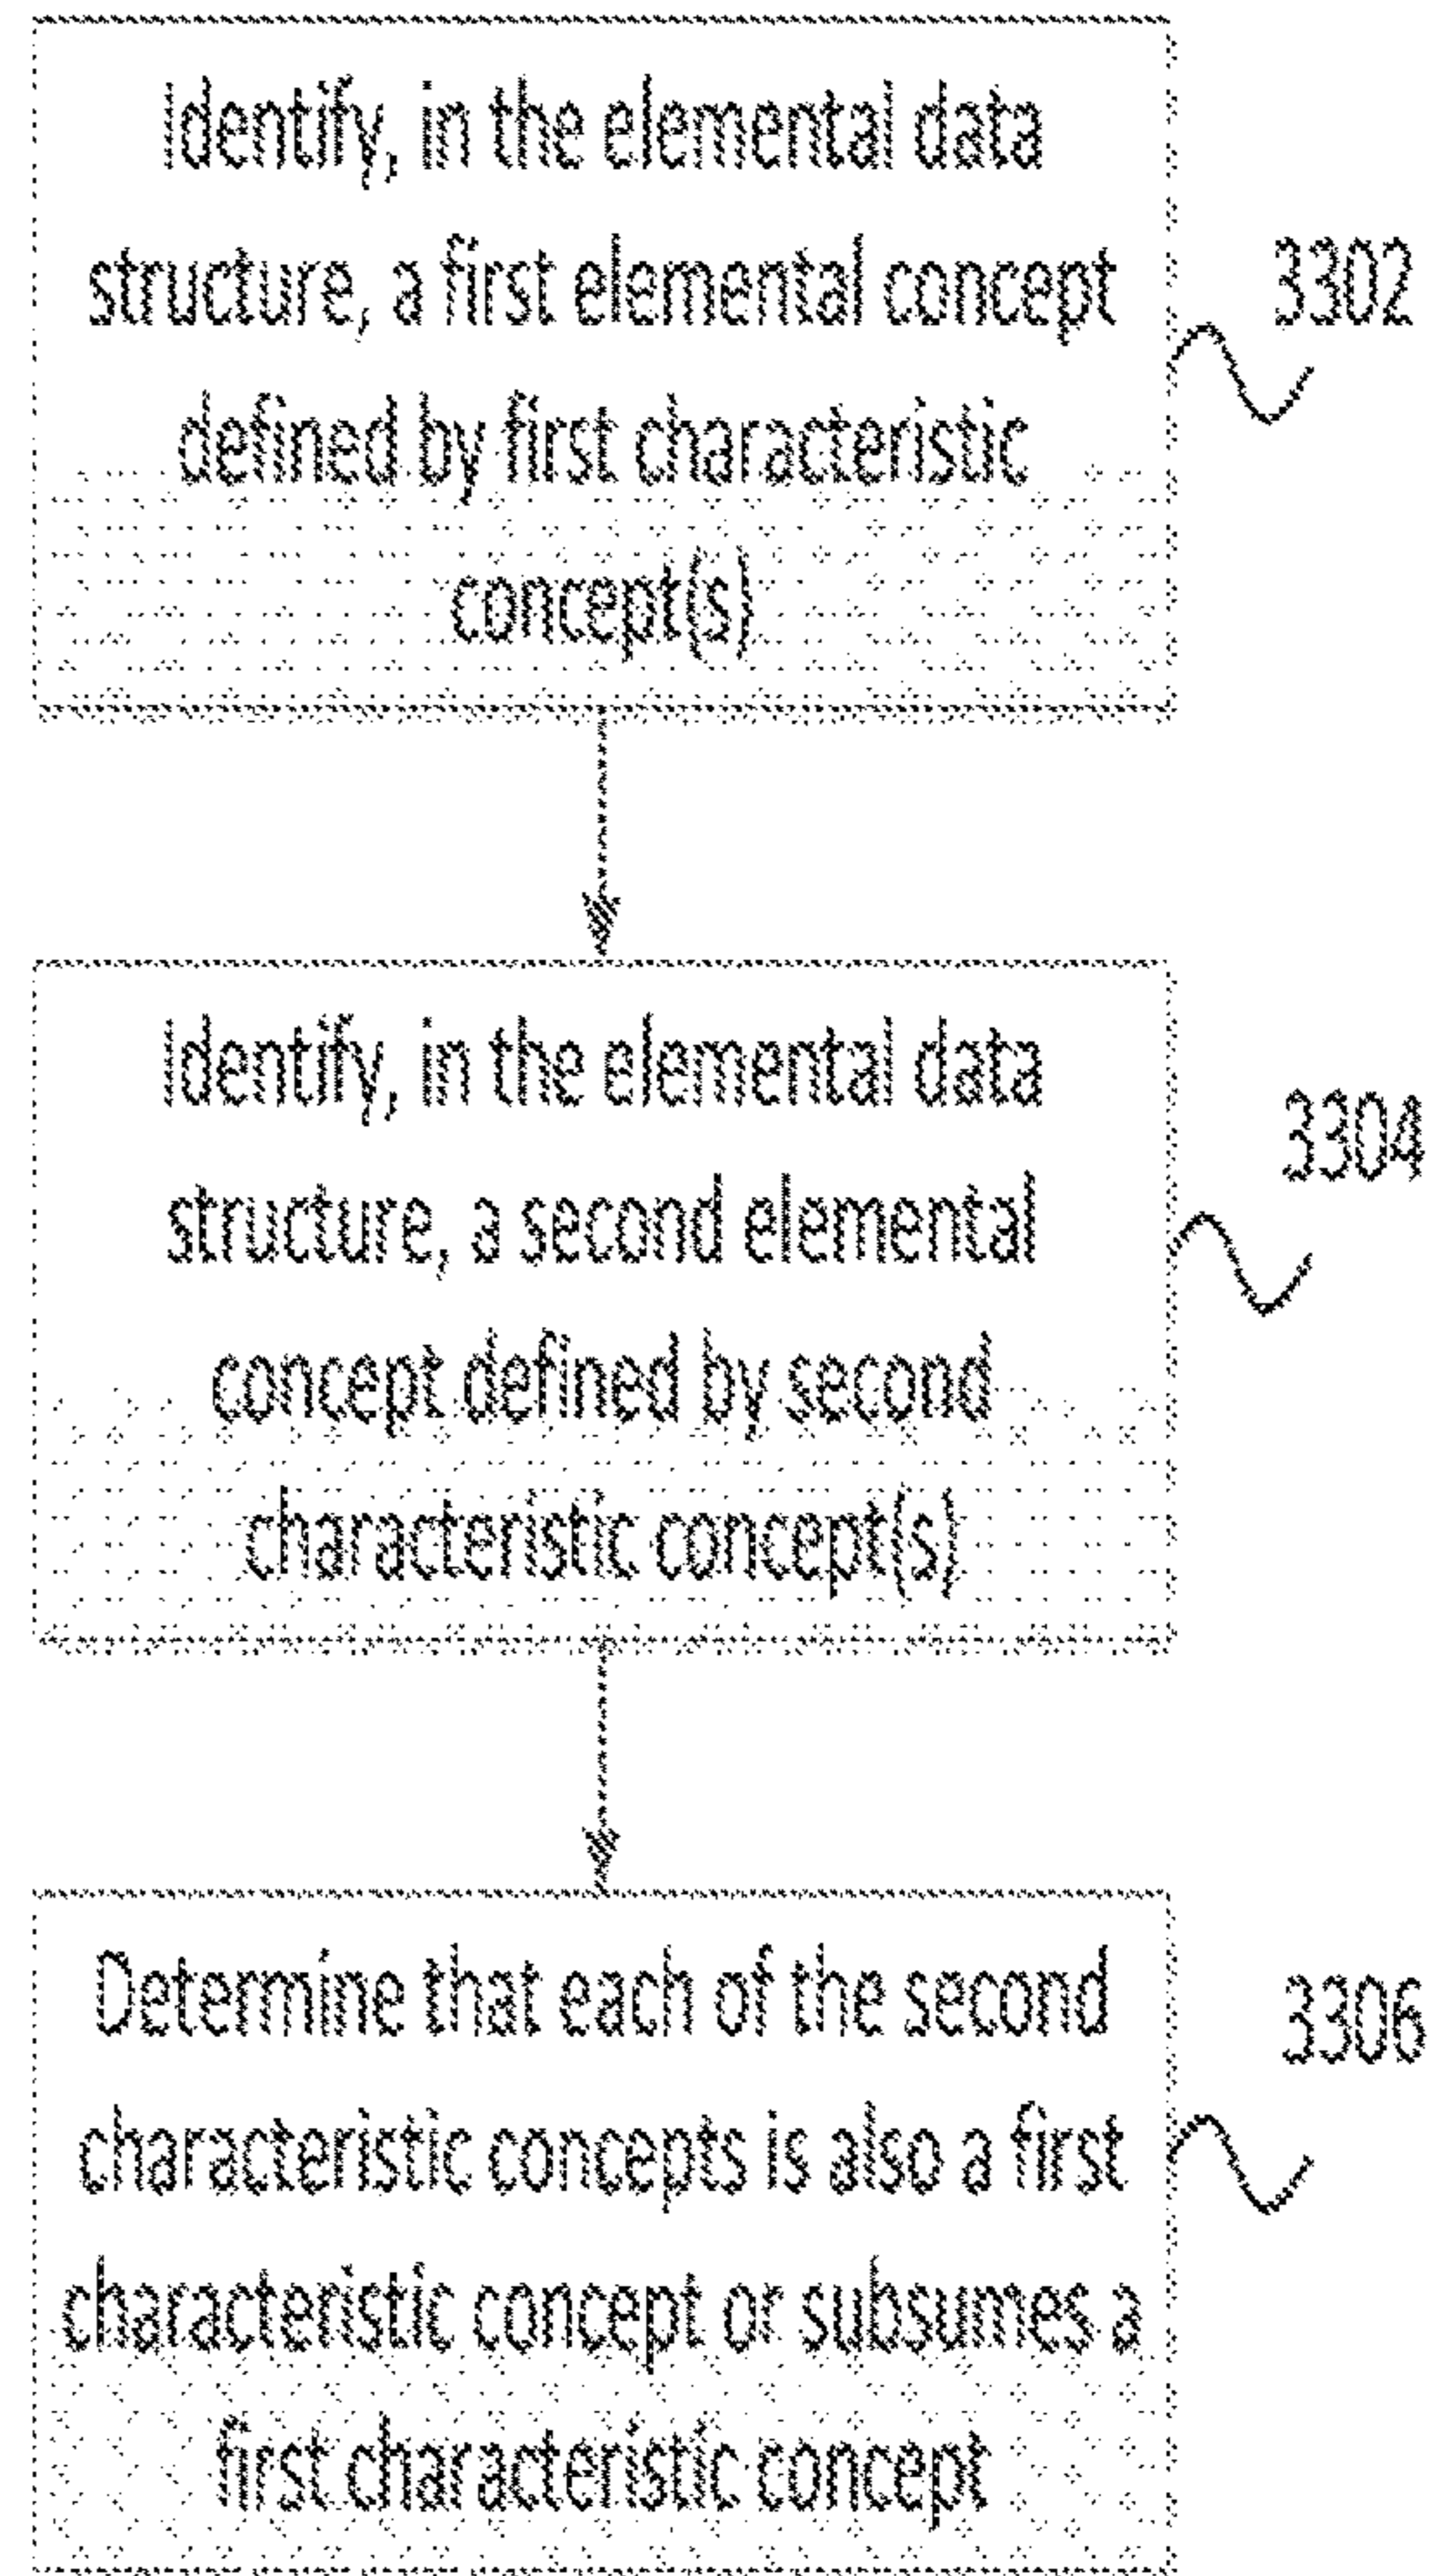 Identify, in the elemental data
structure, a first elemental concept
defined by first characteristic
concept(s)
3302
Identify, in the elemental data
structure, a second elemental
concept defined by second
characteristic concept(s)
3304
Determine that each of the second
characteristic concepts is also a first
characteristic concept or subsumes a
first characteristic concept
3306